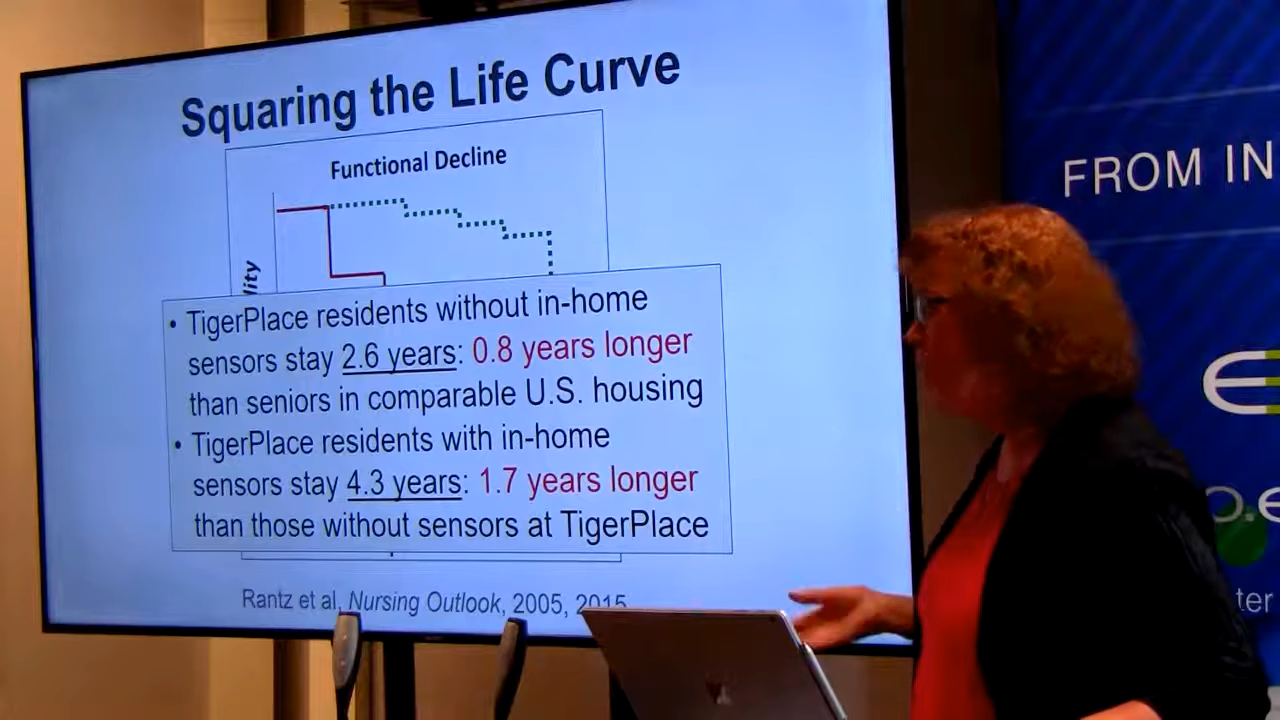 Squaring the Life Curve
Functional Decline
lity
• TigerPlace residents without in-home
sensors stay 2.6 years: 0.8 years longer
than seniors in comparable U.S. housing
• TigerPlace residents with in-home
sensors stay 4.3 years: 1.7 years longer
than those without sensors at TigerPlace
Rantz et al, Nursing Outlook, 2005, 2015
FROM IN
ter